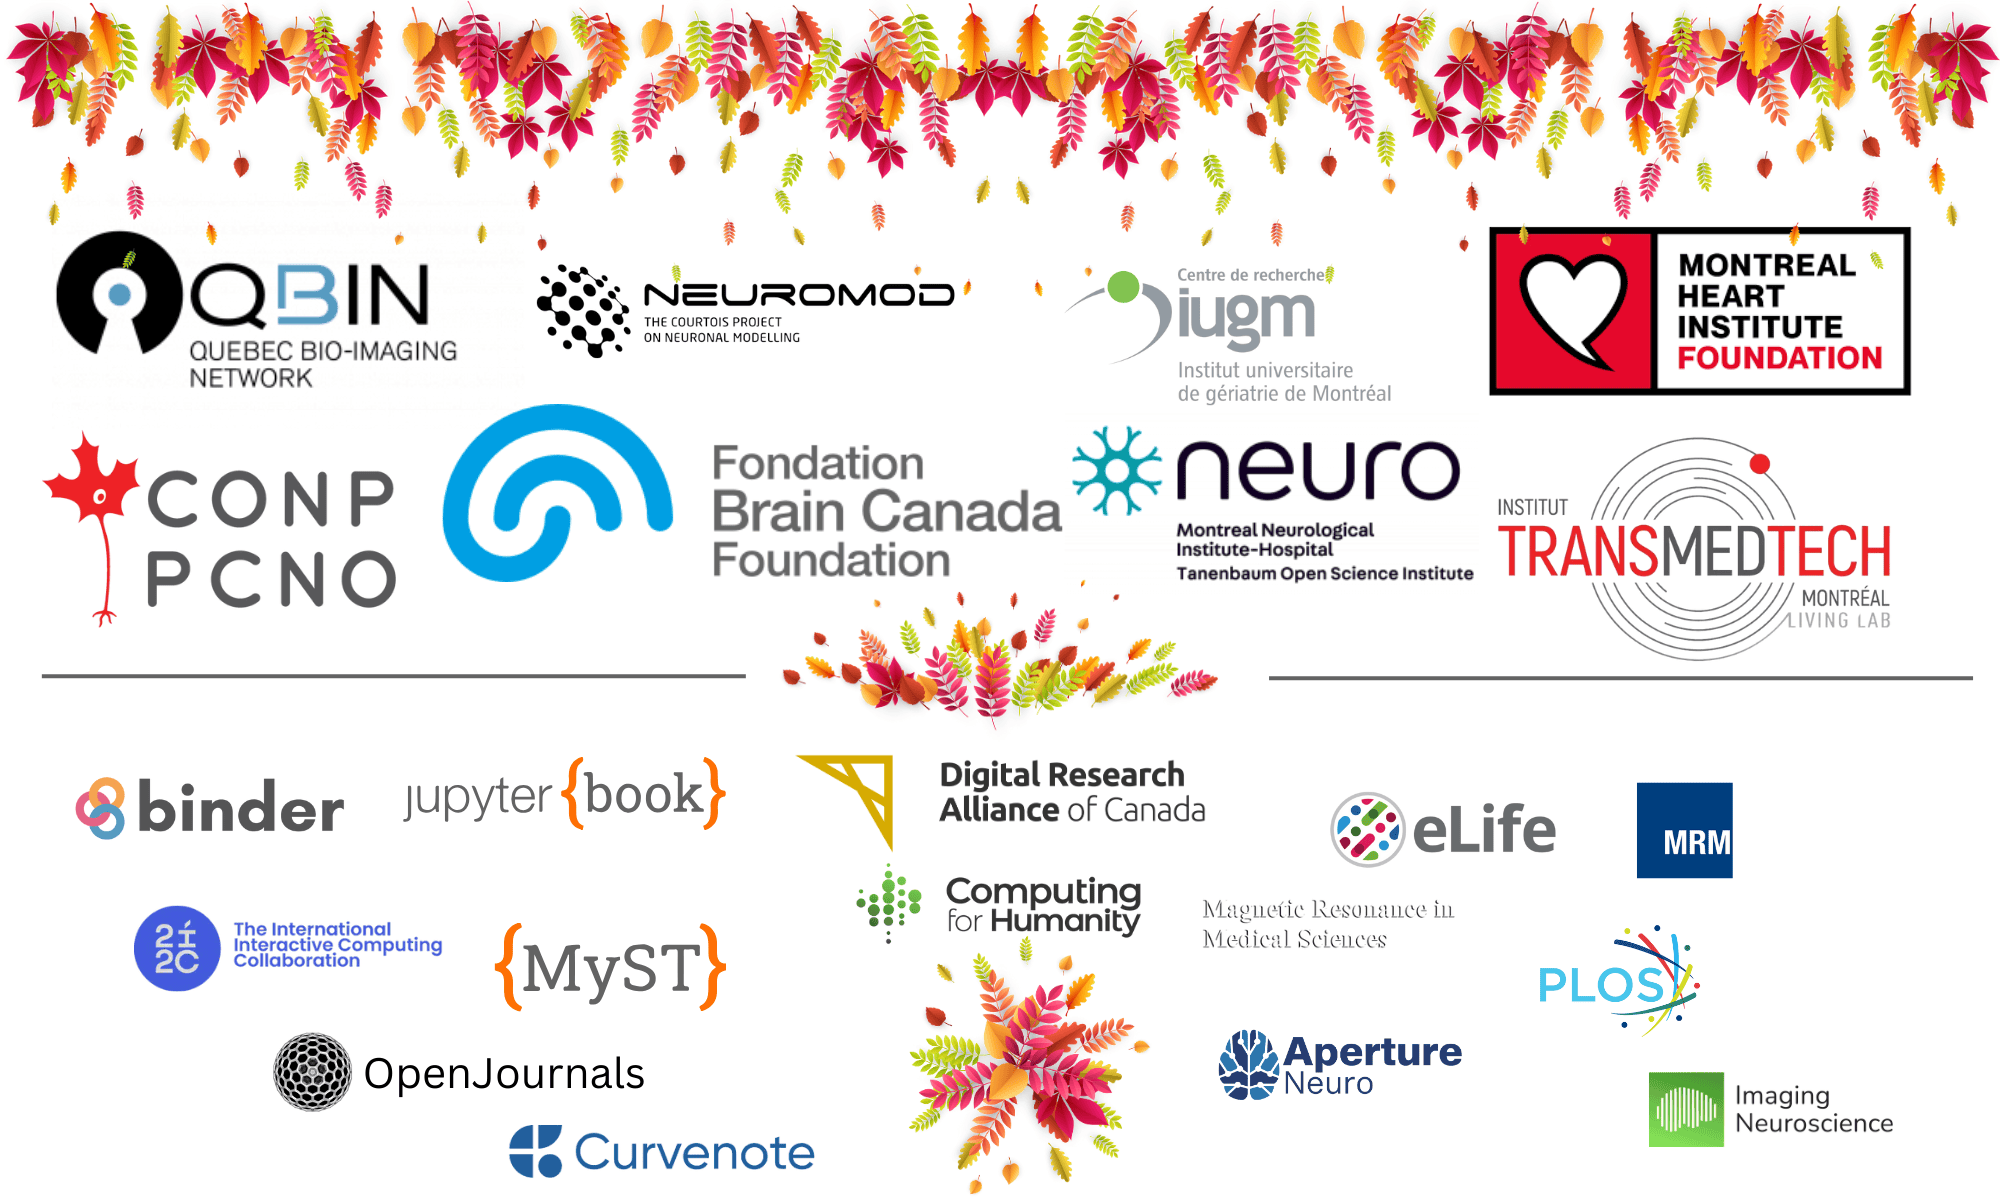 QBIN
QUEBEC BIO-IMAGING
NETWORK
NEUROMOD
THE COURTOIS PROJECT
ON NEURONAL MODELLING
Centre de recherche
iugm
Institut universitaire
de gériatrie de Montréal
MONTREAL
HEART
INSTITUTE
FOUNDATION
CONP
PCNO
Fondation
Brain Canada
Foundation
neuro
Montreal Neurological
Institute-Hospital
Tanenbaum Open Science Institute
INSTITUT
TRANSMEDTECH
MONTRÉAL
LIVING LAB
binder
jupyter {book}
Digital Research
Alliance of Canada
eLife
MRM
2i2C
The International
Interactive Computing
Collaboration
{MyST}
Computing
for Humanity
Magnetic Resonance in
Medical Sciences
PLOS
OpenJournals
Aperture
Neuro
Imaging
Neuroscience
Curvenote